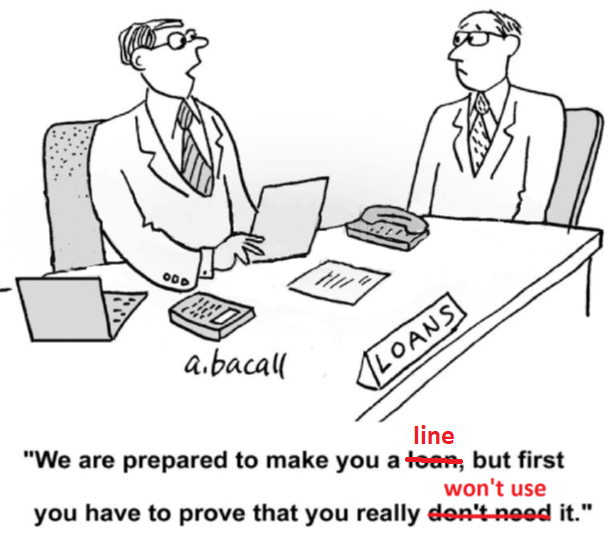 a.bacall
LOANS
line
"We are prepared to make you a loan, but first
won't use
you have to prove that you really don't need it."